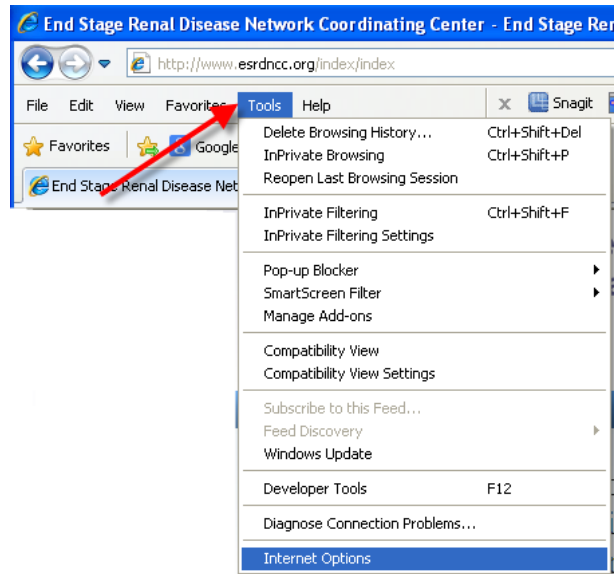 End Stage Renal Disease Network Coordinating Center - End Stage Re
http://www.esrdncc.org/index/index
File Edit View Favorites Tools Help x Snagit
Favorites Google
End Stage Renal Disease Net
Delete Browsing History... Ctrl+Shift+Del
InPrivate Browsing Ctrl+Shift+P
Reopen Last Browsing Session
InPrivate Filtering Ctrl+Shift+F
InPrivate Filtering Settings
Pop-up Blocker
SmartScreen Filter
Manage Add-ons
Compatibility View
Compatibility View Settings
Subscribe to this Feed...
Feed Discovery
Windows Update
Developer Tools F12
Diagnose Connection Problems...
Internet Options